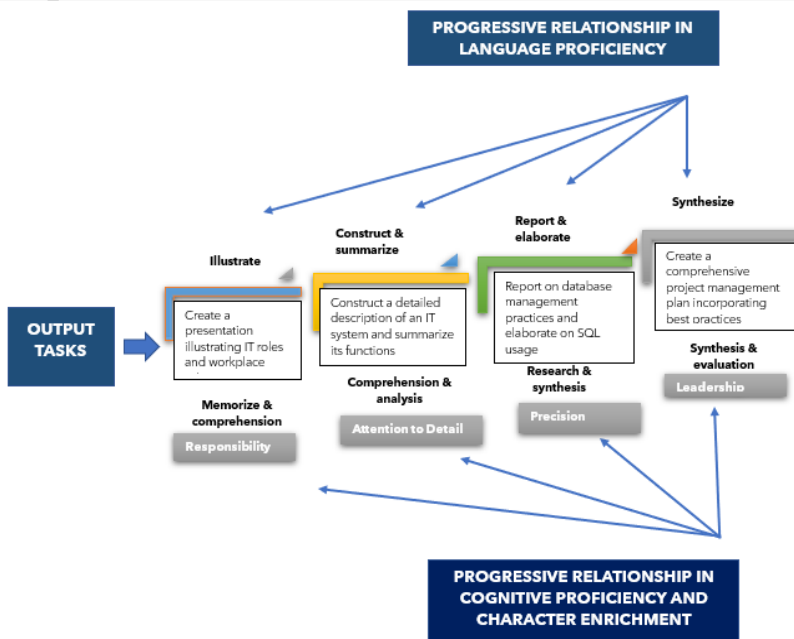 PROGRESSIVE RELATIONSHIP IN
LANGUAGE PROFICIENCY
Illustrate
Construct &
summarize
Report &
elaborate
Synthesize
OUTPUT
TASKS
Create a
presentation
illustrating IT roles
and workplace
Construct a detailed
description of an IT
system and summarize
its functions
Report on database
management
practices and
elaborate on SQL
usage
Create a
comprehensive
project management
plan incorporating
best practices
Memorize &
comprehension
Responsibility
Comprehension &
analysis
Attention to Detail
Research &
synthesis
Precision
Synthesis &
evaluation
Leadership
PROGRESSIVE RELATIONSHIP IN
COGNITIVE PROFICIENCY AND
CHARACTER ENRICHMENT